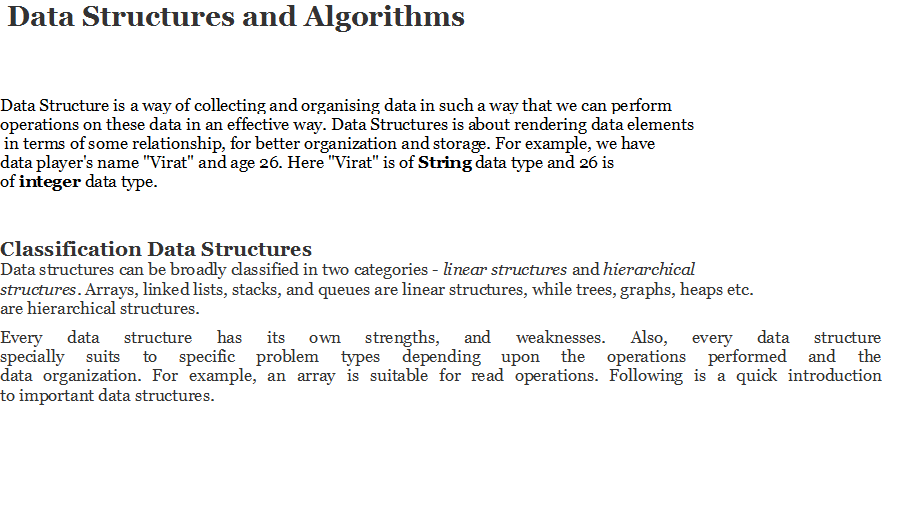 Data Structures and Algorithms
Data Structure is a way of collecting and organising data in such a way that we can perform
operations on these data in an effective way. Data Structures is about rendering data elements
in terms of some relationship, for better organization and storage. For example, we have
data player's name "Virat" and age 26. Here "Virat" is of String data type and 26 is
of integer data type.
Classification Data Structures
Data structures can be broadly classified in two categories - linear structures and hierarchical
structures. Arrays, linked lists, stacks, and queues are linear structures, while trees, graphs, heaps etc.
are hierarchical structures.
Every data structure has its own strengths, and weaknesses. Also, every data structure
specially suits to specific problem types depending upon the operations performed and the
data organization. For example, an array is suitable for read operations. Following is a quick introduction
to important data structures.